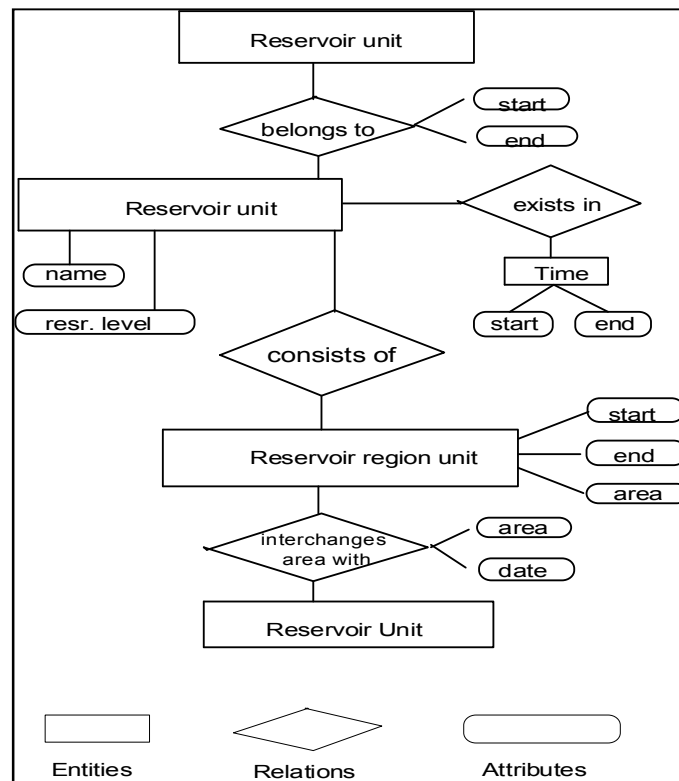 Reservoir unit
start
belongs to
end
Reservoir unit
exists in
name
Time
resr. level
start
end
consists of
start
Reservoir region unit
end
area
interchanges
area with
area
date
Reservoir Unit
Entities
Relations
Attributes